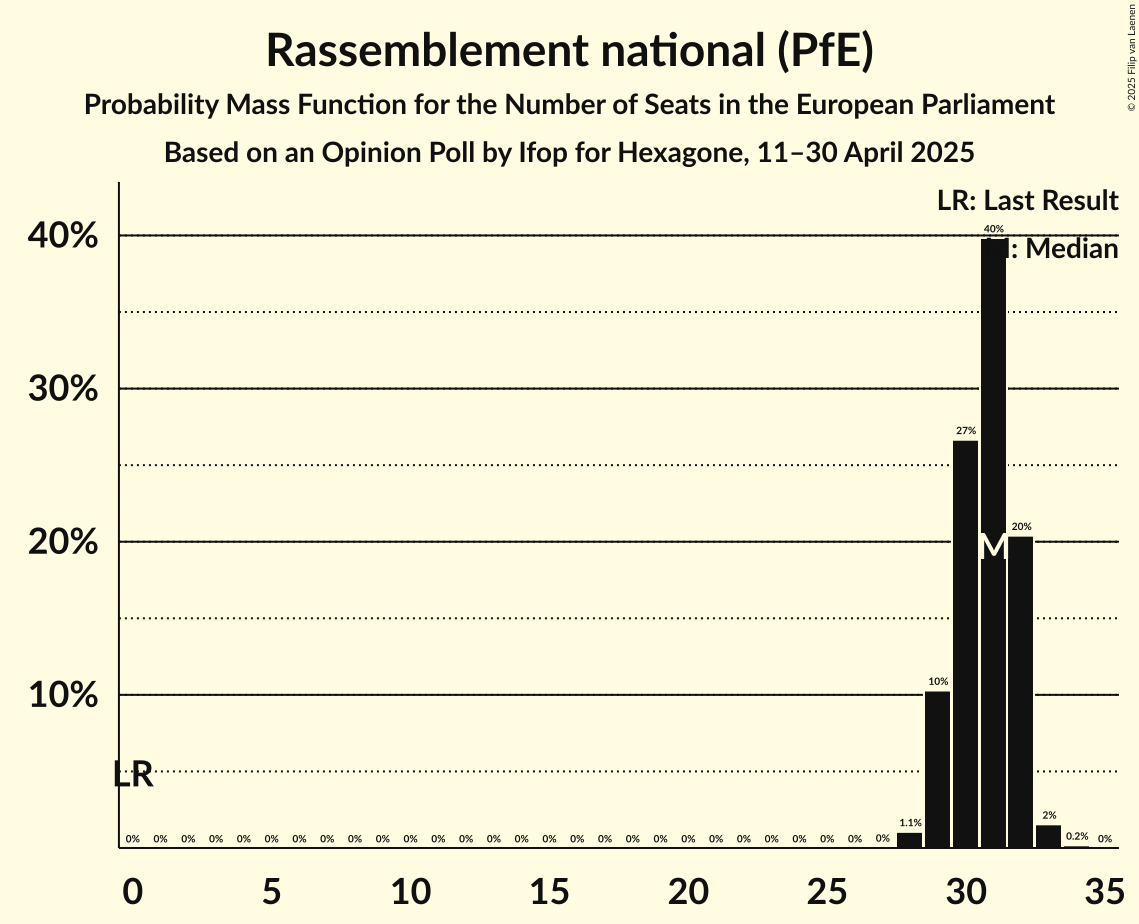 Rassemblement national (PfE)
Probability Mass Function for the Number of Seats in the European Parliament
Based on an Opinion Poll by Ifop for Hexagone, 11–30 April 2025
© 2025 Filip van Laenen
LR: Last Result
M: Median
40%
30%
20%
10%
40%
27%
M
20%
10%
LR
0% 0% 0% 0% 0% 0% 0% 0% 0% 0% 0% 0% 0% 0% 0% 0% 0% 0% 0% 0% 0% 0% 0% 0% 0% 0% 0% 0% 1.1% 2% 0.2% 0%
0 5 10 15 20 25 30 35